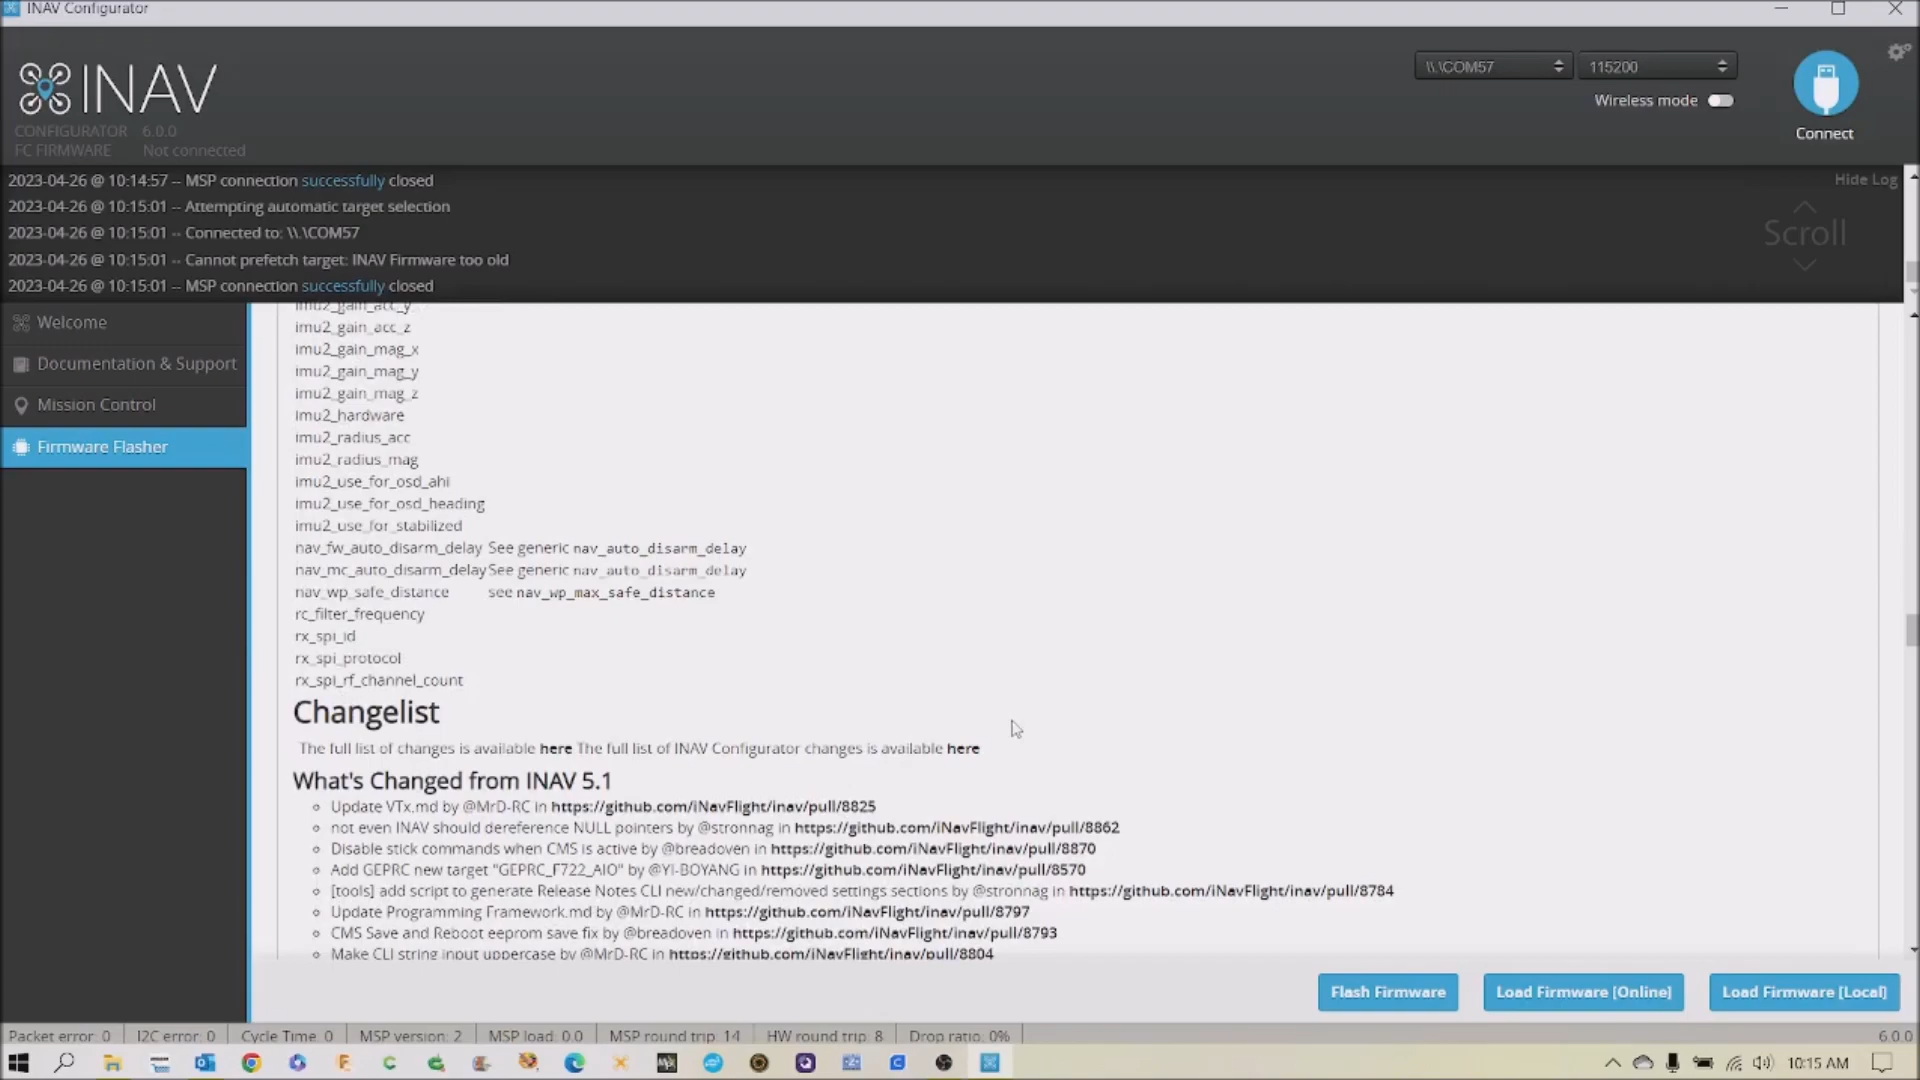 INAV Configurator
INAV
CONFIGURATOR 6.0.0
FC FIRMWARE Not connected
\\.\COM57
115200
Wireless mode
Connect
2023-04-26 @ 10:14:57 -- MSP connection successfully closed
2023-04-26 @ 10:15:01 -- Attempting automatic target selection
2023-04-26 @ 10:15:01 -- Connected to: \\.\COM57
2023-04-26 @ 10:15:01 -- Cannot prefetch target: INAV Firmware too old
2023-04-26 @ 10:15:01 -- MSP connection successfully closed
Hide Log
Scroll
Welcome
Documentation & Support
Mission Control
Firmware Flasher
imu2_gain_acc_y
imu2_gain_acc_z
imu2_gain_mag_x
imu2_gain_mag_y
imu2_gain_mag_z
imu2_hardware
imu2_radius_acc
imu2_radius_mag
imu2_use_for_osd_ahi
imu2_use_for_osd_heading
imu2_use_for_stabilized
nav_fw_auto_disarm_delay See generic nav_auto_disarm_delay
nav_mc_auto_disarm_delay See generic nav_auto_disarm_delay
nav_wp_safe_distance see nav_wp_max_safe_distance
rc_filter_frequency
rx_spi_id
rx_spi_protocol
rx_spi_rf_channel_count
Changelist
The full list of changes is available here The full list of INAV Configurator changes is available here
What's Changed from INAV 5.1
Update VTx.md by @MrD-RC in https://github.com/iNavFlight/inav/pull/8825
not even INAV should dereference NULL pointers by @stronnag in https://github.com/iNavFlight/inav/pull/8862
Disable stick commands when CMS is active by @breadoven in https://github.com/iNavFlight/inav/pull/8870
Add GEPRC new target "GEPRC_F722_AIO" by @YI-BOYANG in https://github.com/iNavFlight/inav/pull/8570
[tools] add script to generate Release Notes CLI new/changed/removed settings sections by @stronnag in https://github.com/iNavFlight/inav/pull/8784
Update Programming Framework.md by @MrD-RC in https://github.com/iNavFlight/inav/pull/8797
CMS Save and Reboot eeprom save fix by @breadoven in https://github.com/iNavFlight/inav/pull/8793
Make CLI string input uppercase by @MrD-RC in https://github.com/iNavFlight/inav/pull/8804
Flash Firmware
Load Firmware [Online]
Load Firmware [Local]
Packet error: 0 I2C error: 0 Cycle Time: 0 MSP version: 2 MSP load: 0.0 MSP round trip: 14 HW round trip: 8 Drop ratio: 0% 6.0.0
10:15 AM